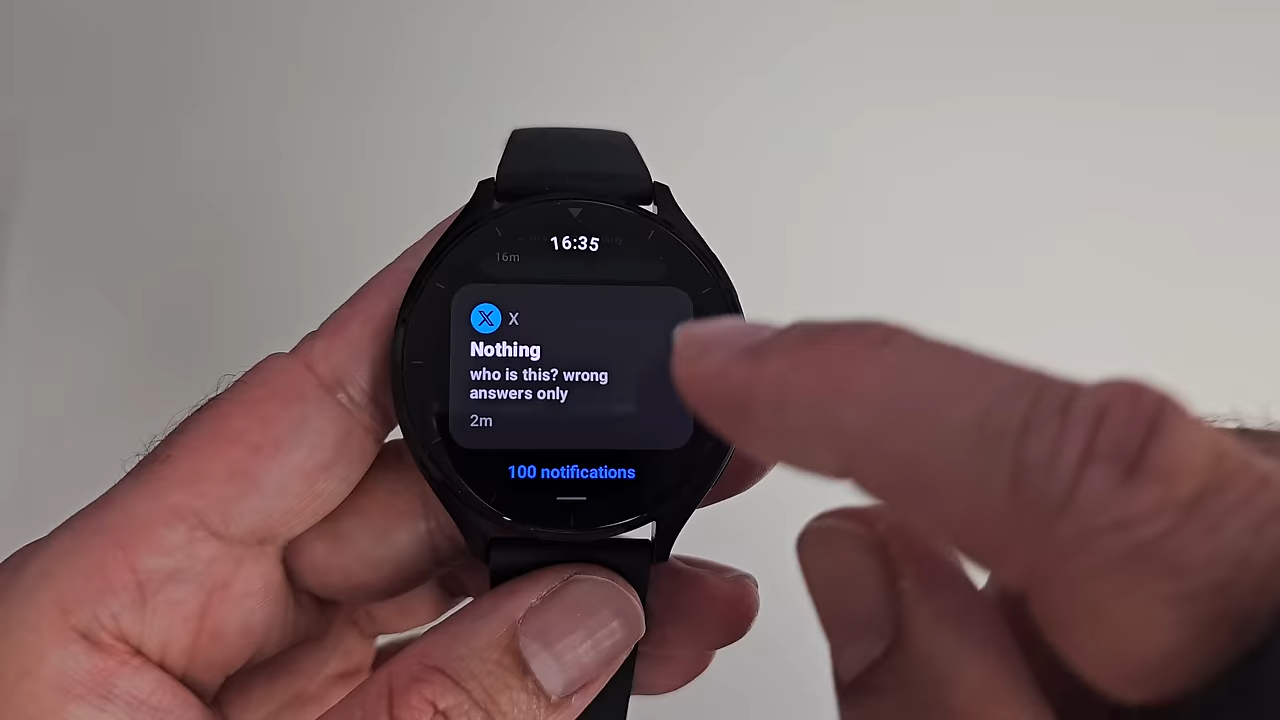 16:35
16m
X
Nothing
who is this? wrong
answers only
2m
100 notifications